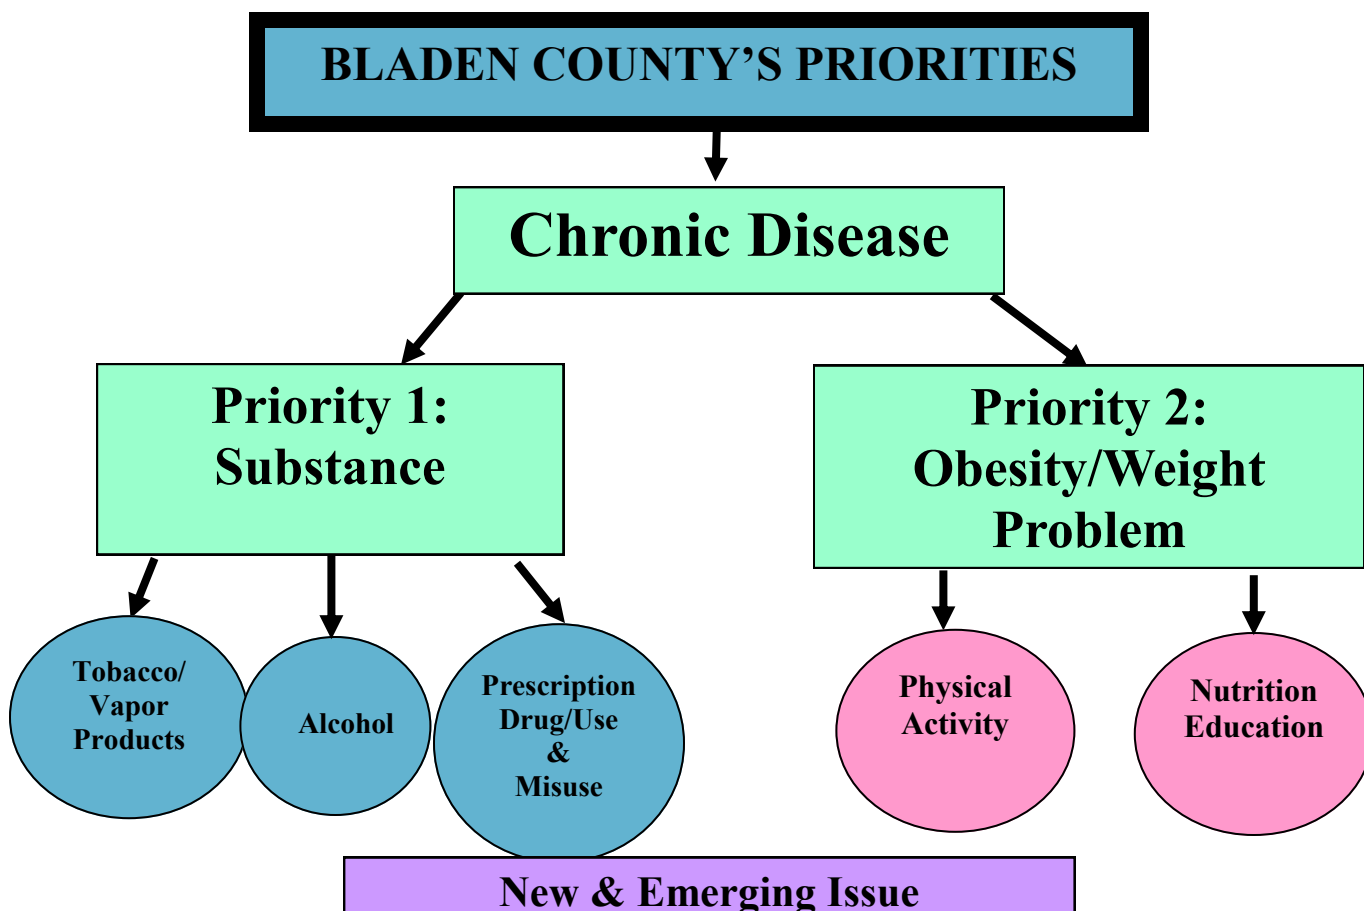 BLADEN COUNTY’S PRIORITIES
Chronic Disease
Priority 1:
Substance
Priority 2:
Obesity/Weight
Problem
Tobacco/
Vapor
Products
Alcohol
Prescription
Drug/Use
&
Misuse
Physical
Activity
Nutrition
Education
New & Emerging Issue